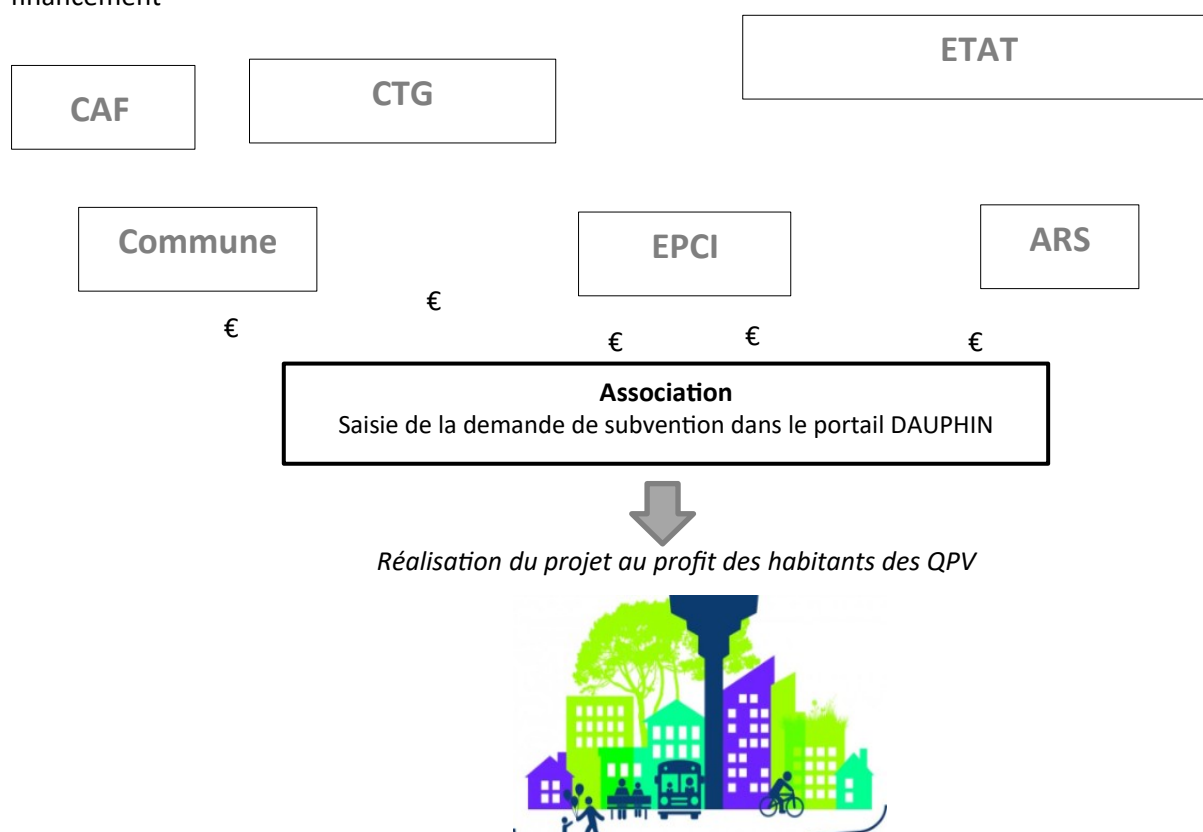 financement
ETAT
CAF
CTG
Commune
EPCI
ARS
€
€
€
€
€
Association
Saisie de la demande de subvention dans le portail DAUPHIN
Réalisation du projet au profit des habitants des QPV